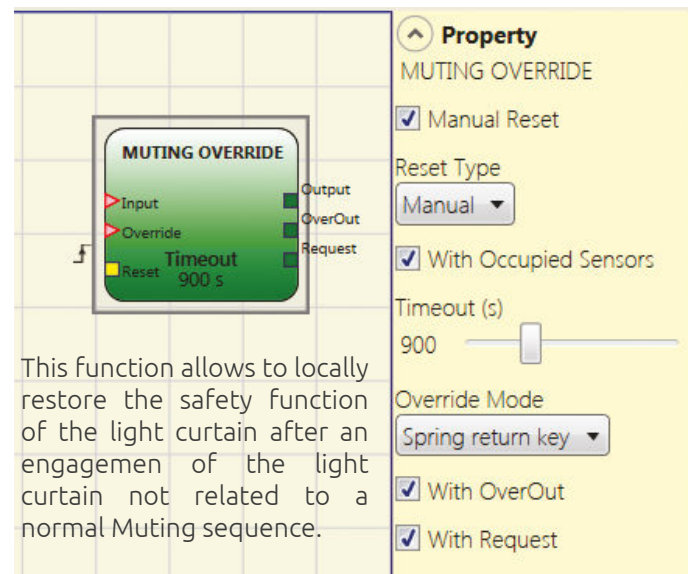 MUTING OVERRIDE
Input
Override
Reset
Timeout
900 s
Output
OverOut
Request
This function allows to locally
restore the safety function
of the light curtain after an
engagemen of the light
curtain not related to a
normal Muting sequence.
Property
MUTING OVERRIDE
Manual Reset
Reset Type
Manual
With Occupied Sensors
Timeout (s)
900
Override Mode
Spring return key
With OverOut
With Request